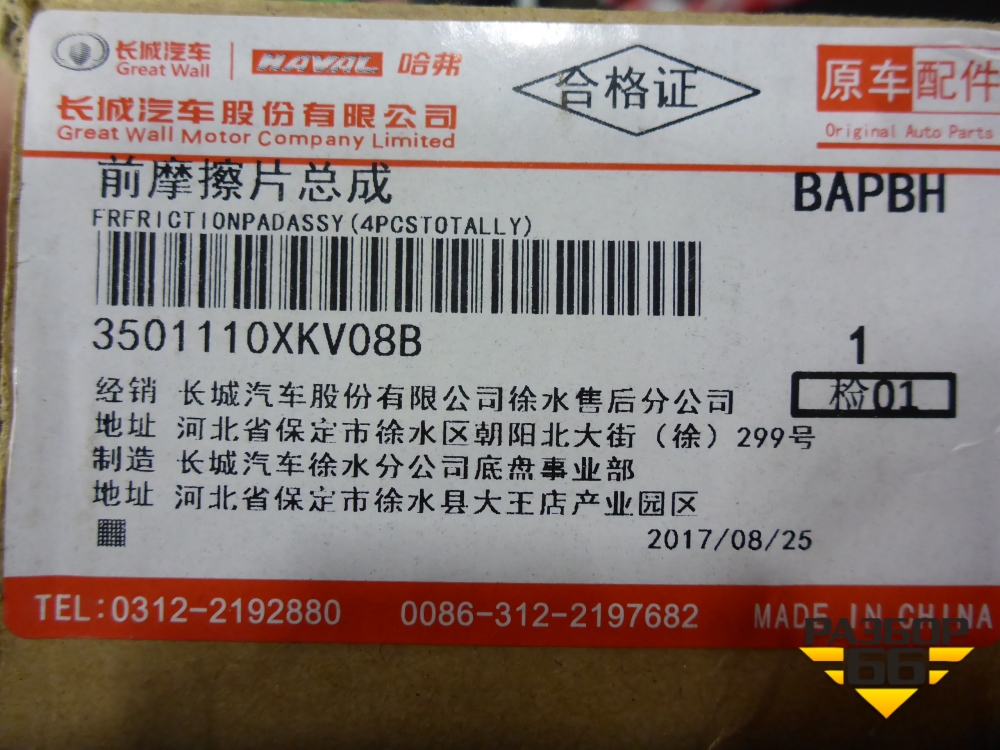 长城汽车 HAVAL 哈弗
Great Wall
合格证
原车配件
Original Auto Parts
长城汽车股份有限公司
Great Wall Motor Company Limited
前摩擦片总成
BAPBH
FRFRICTIONPADASSY(4PCSTOTALLY)
3501110XKV08B
1
检01
经销 长城汽车股份有限公司徐水售后分公司
地址 河北省保定市徐水区朝阳北大街（徐）299号
制造 长城汽车徐水分公司底盘事业部
地址 河北省保定市徐水县大王店产业园区
2017/08/25
TEL:0312-2192880 0086-312-2197682 MADE IN CHINA
РАЗБОР
66